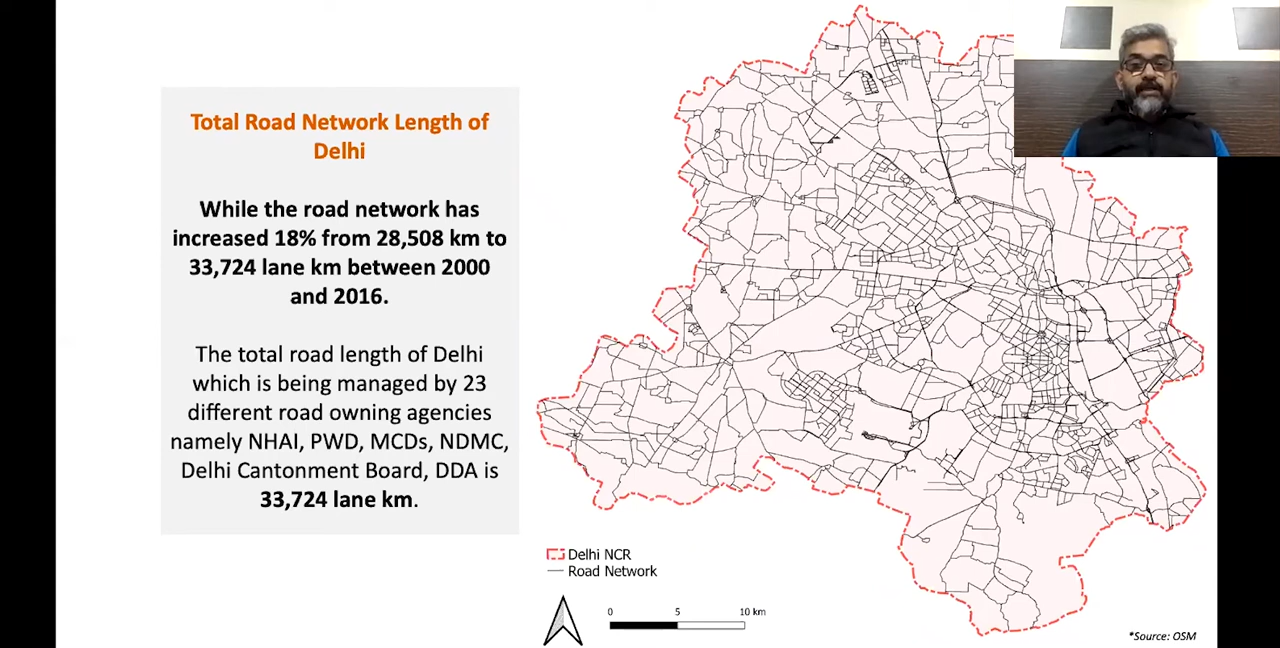 Total Road Network Length of
Delhi
While the road network has
increased 18% from 28,508 km to
33,724 lane km between 2000
and 2016.
The total road length of Delhi
which is being managed by 23
different road owning agencies
namely NHAI, PWD, MCDs, NDMC,
Delhi Cantonment Board, DDA is
33,724 lane km.
Delhi NCR
Road Network
0 5 10 km
*Source: OSM